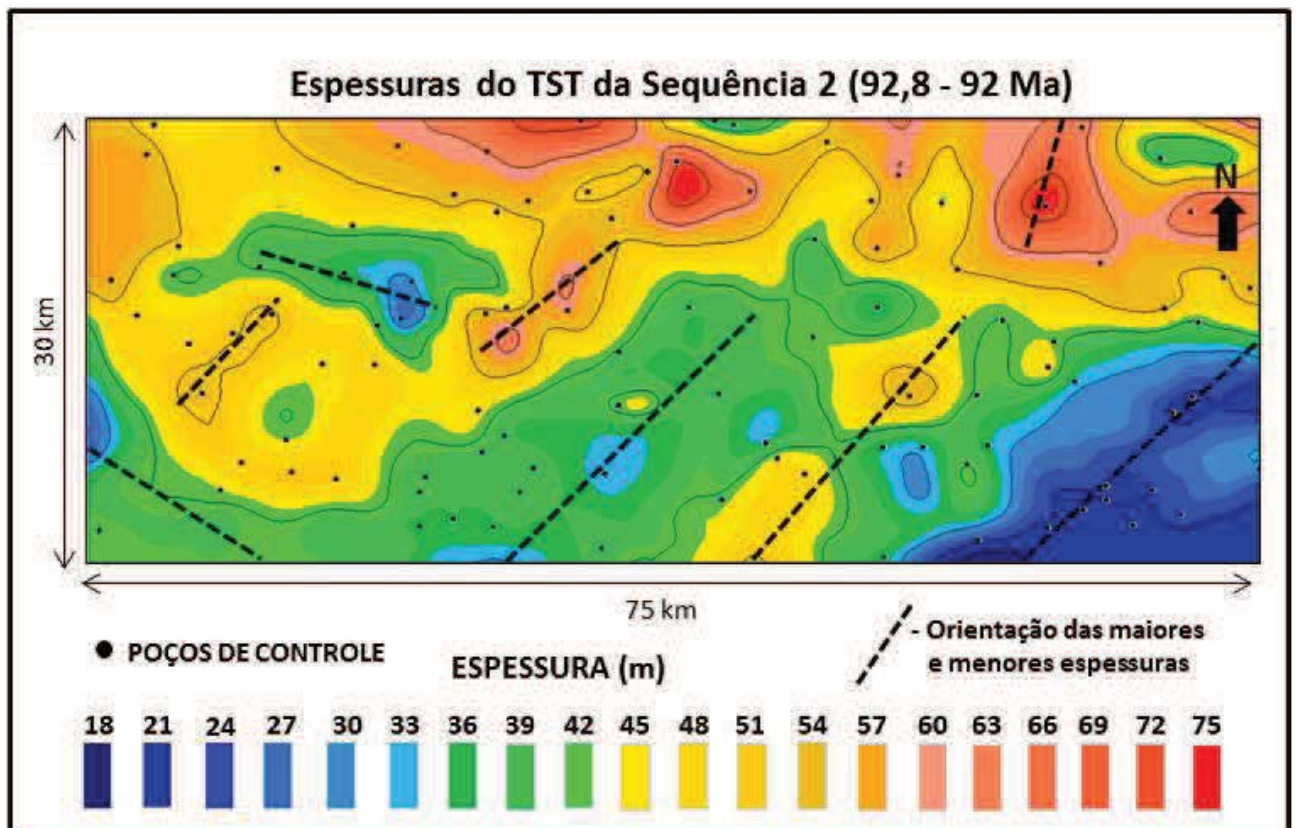 Espessuras do TST da Sequência 2 (92,8 - 92 Ma)
N
30 km
75 km
POÇOS DE CONTROLE
ESPESSURA (m)
- Orientação das maiores
e menores espessuras
18 21 24 27 30 33 36 39 42 45 48 51 54 57 60 63 66 69 72 75